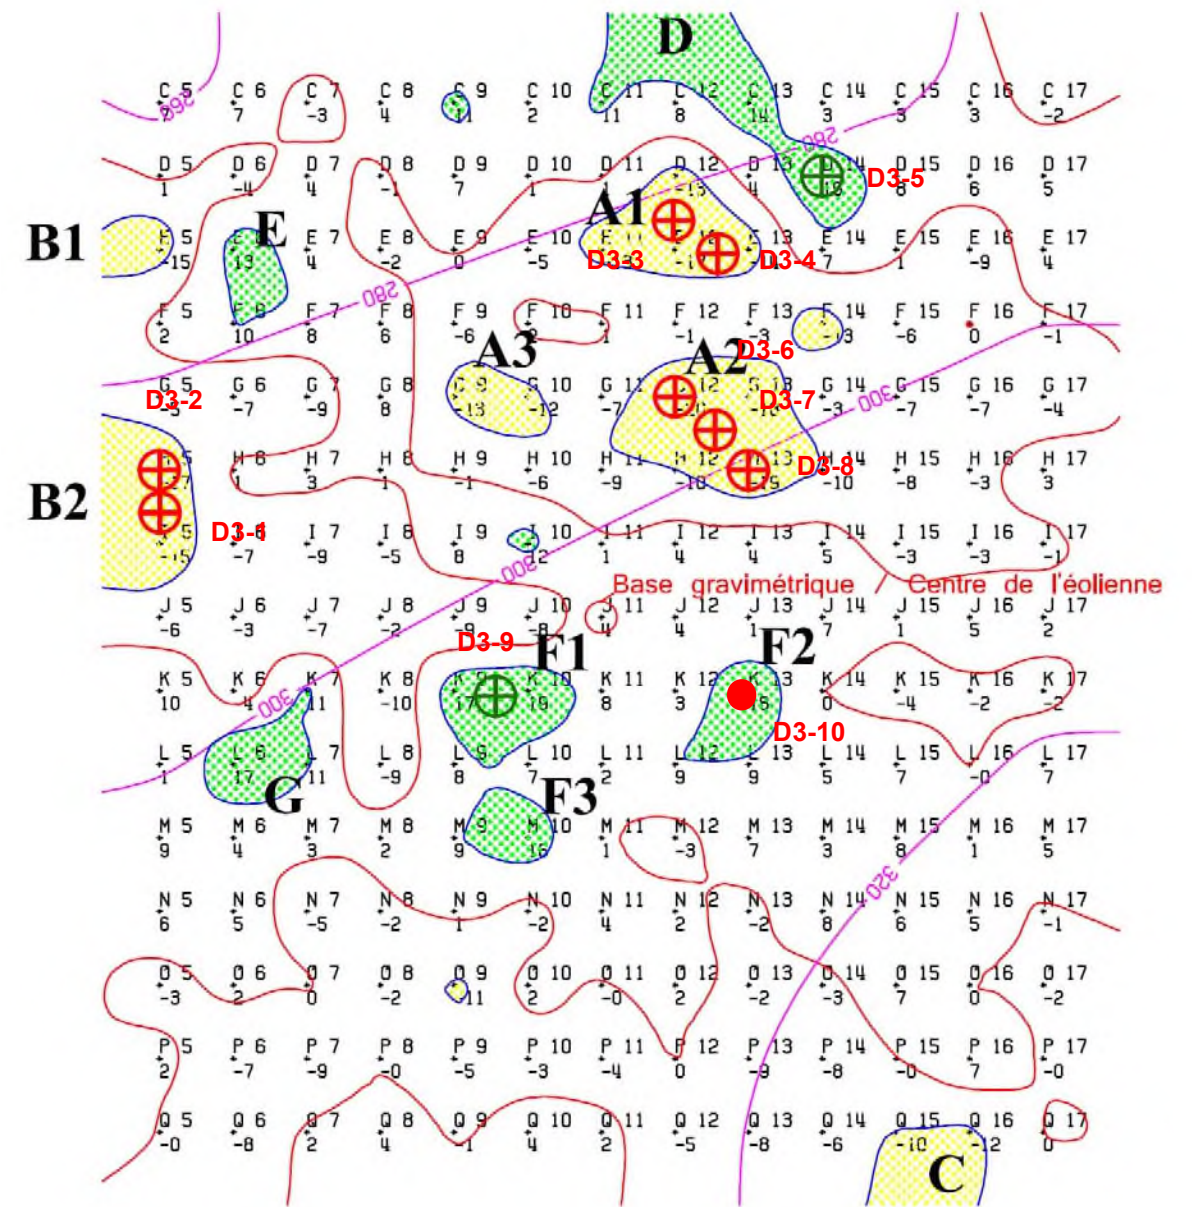 D
C 5 C 6 C 7 C 8 C 9 C 10 C 11 C 12 C 13 C 14 C 15 C 16 C 17
260
7 -3 4 11 2 11 8 14 3 3 3 -2
280
D 5 D 6 D 7 D 8 D 9 D 10 D 11 D 12 D 13 D 15 D 16 D 17
D3-5
1 -4 4 -1 7 1 4 8 6 5
A1
B1 E
E 7 E 8 E 9 E 10 E 14 E 15 E 16 E 17
D3-3 D3-4
-15 13 4 -2 0 -5 7 1 -9 4
280
F 5 F 7 F 8 F 9 F 10 F 11 F 12 F 13 F 14 F 15 F 16 F 17
2 10 8 6 -6 2 1 -1 -3 -13 -6 0 -1
A3 A2 D3-6
G 5 G 6 G 7 G 8 G 9 G 10 G 11 G 13 G 14 G 15 G 16 G 17
D3-2 D3-7
-7 -9 8 -13 -12 -7 -3 -7 -7 -4
300
H 6 H 7 H 8 H 9 H 10 H 11 H 12 H 13 H 15 H 16 H 17
D3-8
1 3 1 -1 -6 -9 -10 -19 -10 -8 -3 3
B2
I 7 I 8 I 9 I 10 I 11 I 12 I 13 I 14 I 15 I 16 I 17
D3-1
-15 -7 -9 -5 8 12 1 4 4 5 -3 -3 -1
300
Base gravimétrique / Centre de l'éolienne
J 5 J 6 J 7 J 8 J 9 J 10 J 11 J 12 J 13 J 14 J 15 J 16 J 17
-6 -3 -7 -2 -9 -8 4 4 1 7 1 5 2
D3-9 F1 F2
K 5 K 6 K 7 K 8 K 9 K 10 K 11 K 12 K 13 K 14 K 15 K 16 K 17
10 4 11 -10 17 19 8 3 0 -4 -2 -2
300
D3-10
L 5 L 6 L 7 L 8 L 9 L 10 L 11 L 12 L 13 L 14 L 15 L 16 L 17
1 17 11 -9 8 7 2 9 9 5 7 -0 7
G F3
M 5 M 6 M 7 M 8 M 9 M 10 M 11 M 12 M 13 M 14 M 15 M 16 M 17
9 4 3 2 9 16 1 -3 7 3 8 1 5
320
N 5 N 6 N 7 N 8 N 9 N 10 N 11 N 12 N 13 N 14 N 15 N 16 N 17
6 5 -5 -2 1 -2 4 2 -2 8 6 5 -1
O 5 O 6 O 7 O 8 O 9 O 10 O 11 O 12 O 13 O 14 O 15 O 16 O 17
-3 2 0 -2 -11 2 -0 2 -2 -3 7 0 -2
P 5 P 6 P 7 P 8 P 9 P 10 P 11 P 12 P 13 P 14 P 15 P 16 P 17
2 -7 -9 -0 -5 -3 -4 0 -9 -8 -0 7 -0
Q 5 Q 6 Q 7 Q 8 Q 9 Q 10 Q 11 Q 12 Q 13 Q 14 Q 15 Q 16 Q 17
-0 -8 2 4 -1 4 2 -5 -8 -6 -10 -12 0
C